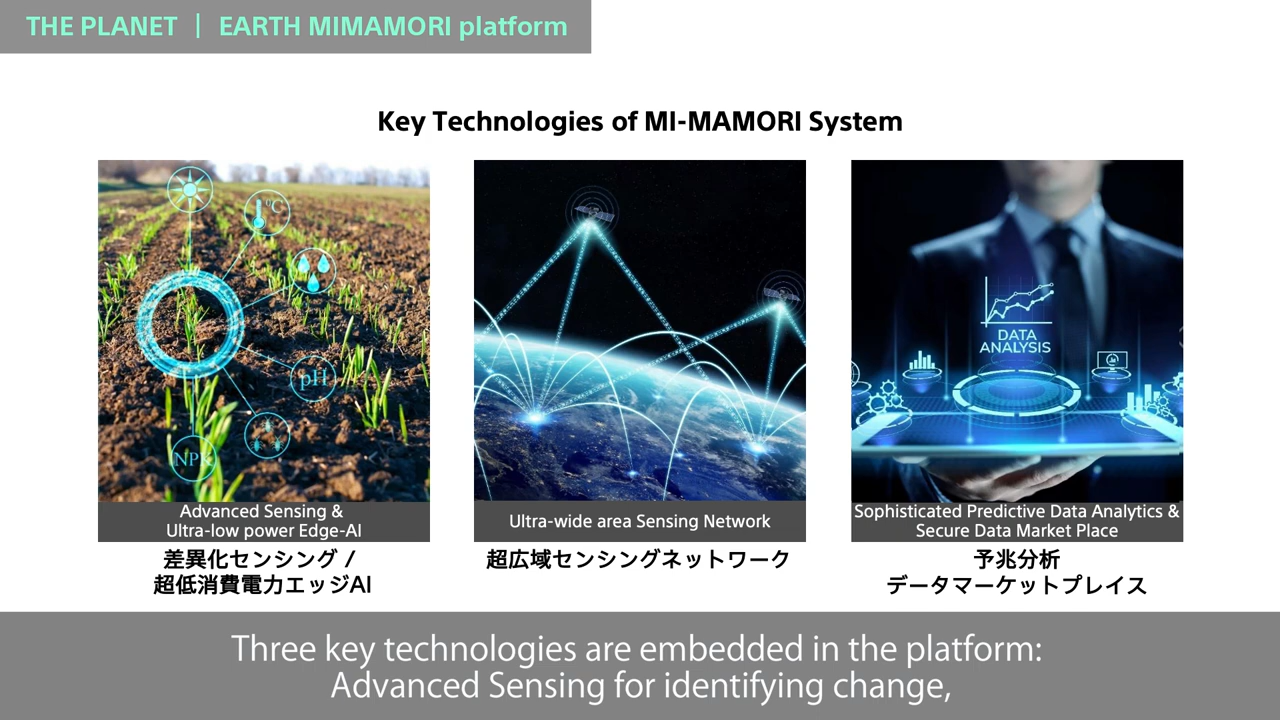 THE PLANET | EARTH MIMAMORI platform
Key Technologies of MI-MAMORI System
°C
pH
NPK
DATA
ANALYSIS
Advanced Sensing &
Ultra-low power Edge-AI
Ultra-wide area Sensing Network
Sophisticated Predictive Data Analytics &
Secure Data Market Place
差異化センシング /
超低消費電力エッジAI
超広域センシングネットワーク
予兆分析
データマーケットプレイス
Three key technologies are embedded in the platform:
Advanced Sensing for identifying change,